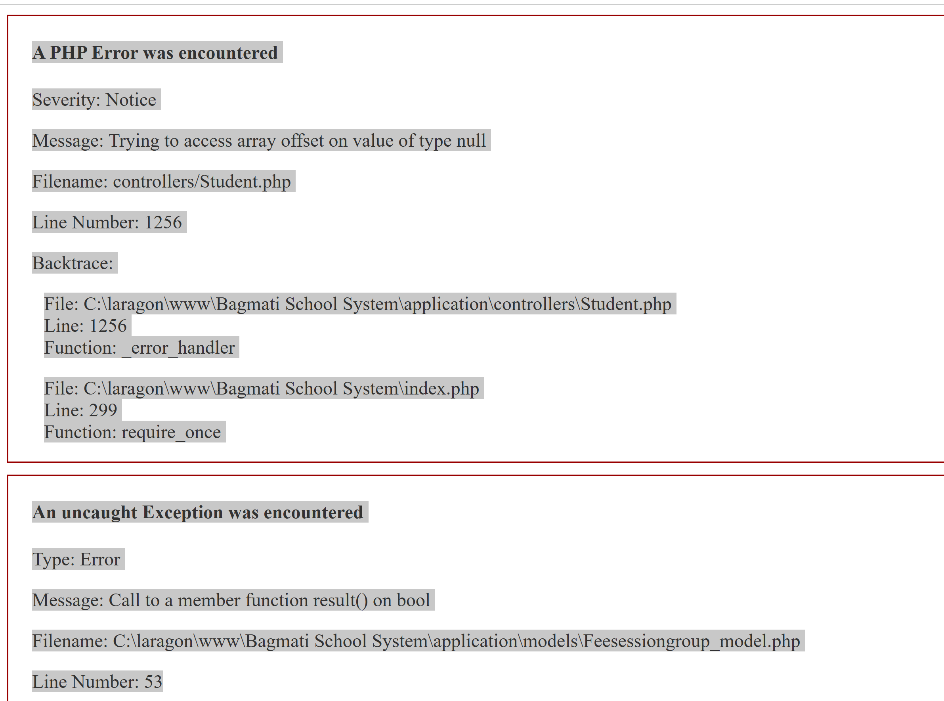 A PHP Error was encountered
Severity: Notice
Message: Trying to access array offset on value of type null
Filename: controllers/Student.php
Line Number: 1256
Backtrace:
File: C:\laragon\www\Bagmati School System\application\controllers\Student.php
Line: 1256
Function: _error_handler
File: C:\laragon\www\Bagmati School System\index.php
Line: 299
Function: require_once
An uncaught Exception was encountered
Type: Error
Message: Call to a member function result() on bool
Filename: C:\laragon\www\Bagmati School System\application\models\Feesessiongroup_model.php
Line Number: 53